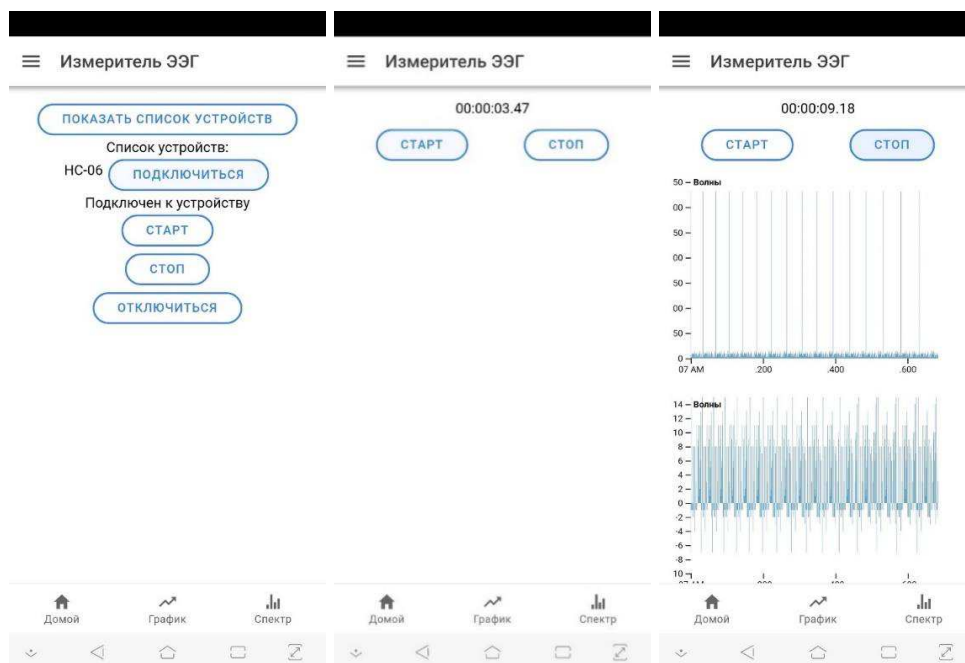 Измеритель ЭЭГ
ПОКАЗАТЬ СПИСОК УСТРОЙСТВ
Список устройств:
HC-06 ПОДКЛЮЧИТЬСЯ
Подключен к устройству
СТАРТ
СТОП
ОТКЛЮЧИТЬСЯ
Домой График Спектр
Измеритель ЭЭГ
00:00:03.47
СТАРТ СТОП
Домой График Спектр
Измеритель ЭЭГ
00:00:09.18
СТАРТ СТОП
50 Волны
00
50
00
50
00
50
0
07 AM .200 .400 .600
14 Волны
12
10
8
6
4
2
0
-2
-4
-6
-8
10
Домой График Спектр